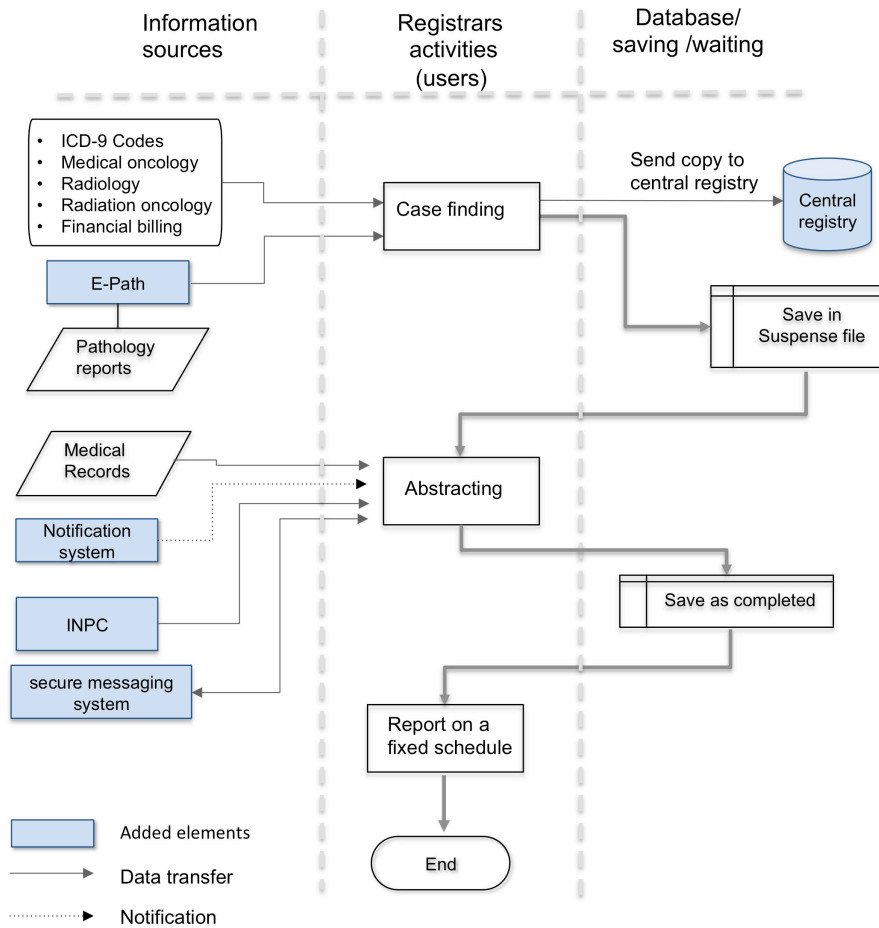 Information
sources
Registrars
activities
(users)
Database/
saving /waiting
• ICD-9 Codes
• Medical oncology
• Radiology
• Radiation oncology
• Financial billing
E-Path
Pathology
reports
Case finding
Send copy to
central registry
Central
registry
Save in
Suspense file
Medical
Records
Notification
system
INPC
secure messaging
system
Abstracting
Save as completed
Report on a
fixed schedule
End
Added elements
Data transfer
Notification